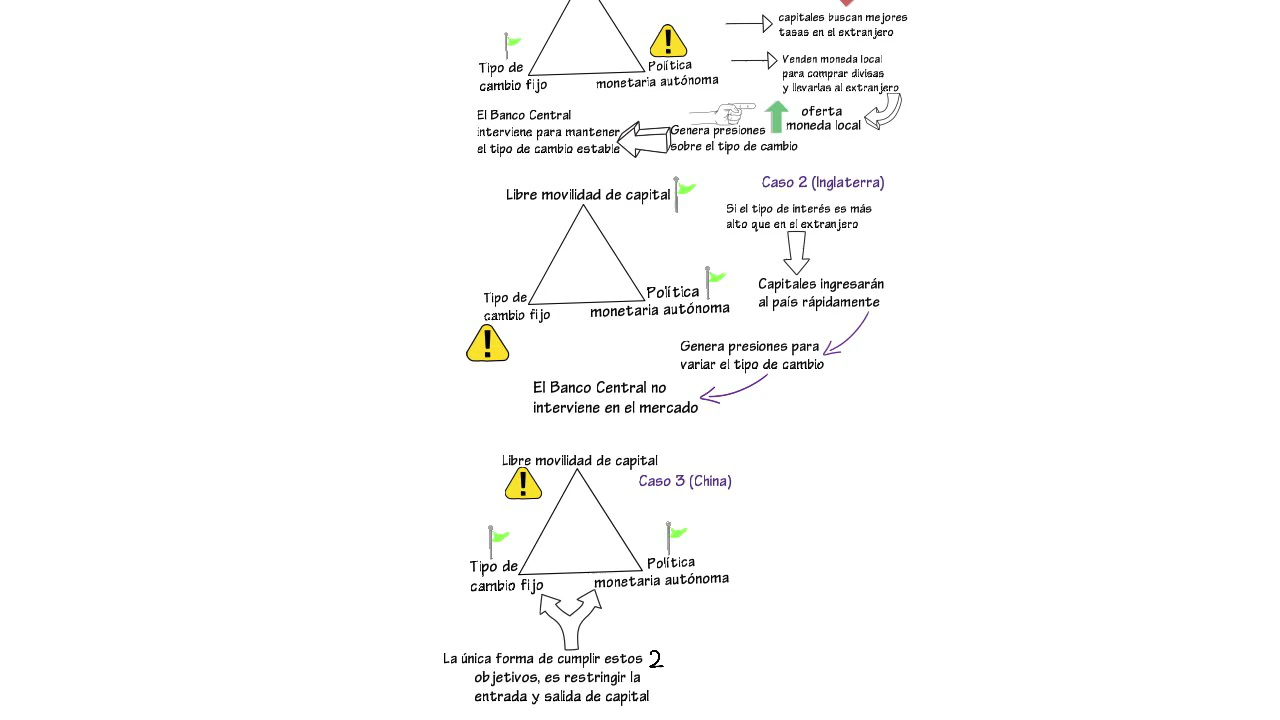 capitales buscan mejores
tasas en el extranjero
Tipo de
cambio fijo
Política
monetaria autónoma
Venden moneda local
para comprar divisas
y llevarlas al extranjero
oferta
moneda local
Genera presiones
sobre el tipo de cambio
El Banco Central
interviene para mantener
el tipo de cambio estable
Libre movilidad de capital
Tipo de
cambio fijo
Política
monetaria autónoma
Caso 2 (Inglaterra)
Si el tipo de interés es más
alto que en el extranjero
Capitales ingresarán
al país rápidamente
Genera presiones para
variar el tipo de cambio
El Banco Central no
interviene en el mercado
Libre movilidad de capital
Caso 3 (China)
Tipo de
cambio fijo
Política
monetaria autónoma
La única forma de cumplir estos 2
objetivos, es restringir la
entrada y salida de capital